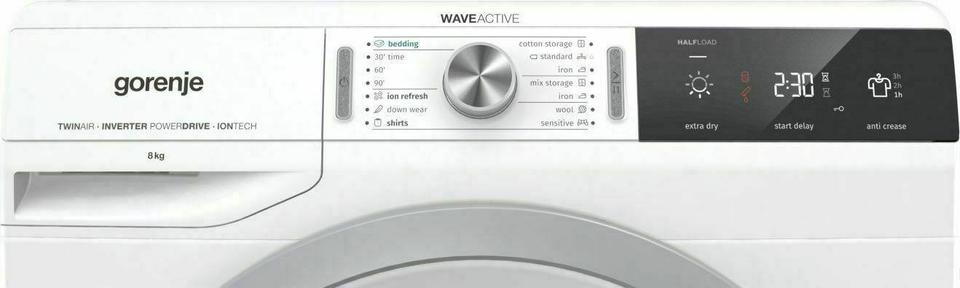 WAVEACTIVE
gorenje
TWINAIR · INVERTER POWERDRIVE · IONTECH
8kg
bedding
30' time
60'
90'
ion refresh
down wear
shirts
cotton storage
standard
iron
mix storage
iron
wool
sensitive
HALFLOAD
extra dry
2:30
start delay
3h
2h
1h
anti crease